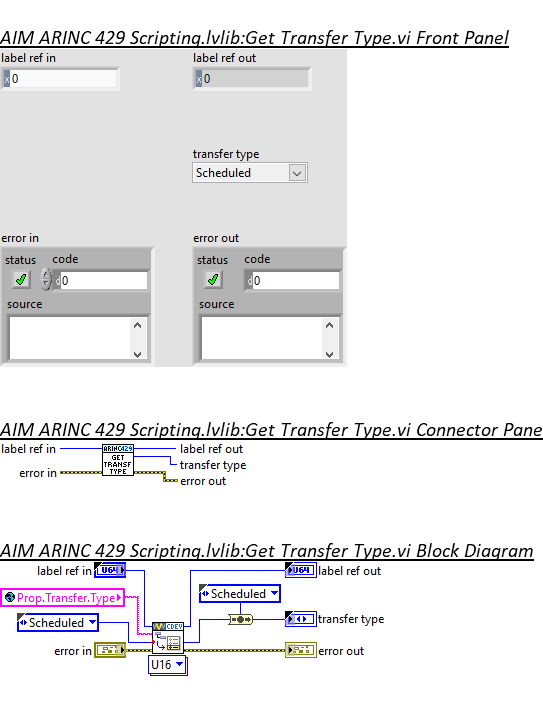 AIM ARINC 429 Scripting.lvlib:Get Transfer Type.vi Front Panel
label ref in label ref out
x 0 x 0
transfer type
Scheduled
error in error out
status code status code
d 0 d 0
source source
AIM ARINC 429 Scripting.lvlib:Get Transfer Type.vi Connector Pane
label ref in ARINC429 label ref out
GET
TRANSF transfer type
error in TYPE
error out
AIM ARINC 429 Scripting.lvlib:Get Transfer Type.vi Block Diagram
label ref in U64 U64 label ref out
Prop.Transfer.Type Scheduled
Scheduled CDEV transfer type
error in error out
U16